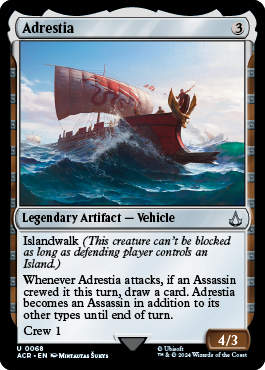 Adrestia 3
Legendary Artifact — Vehicle
Islandwalk (This creature can't be blocked
as long as defending player controls an
Island.)
Whenever Adrestia attacks, if an Assassin
crewed it this turn, draw a card. Adrestia
becomes an Assassin in addition to its
other types until end of turn.
Crew 1
4/3
U 0068
ACR • EN Mintautas Šukys
© Ubisoft
™ & © 2024 Wizards of the Coast